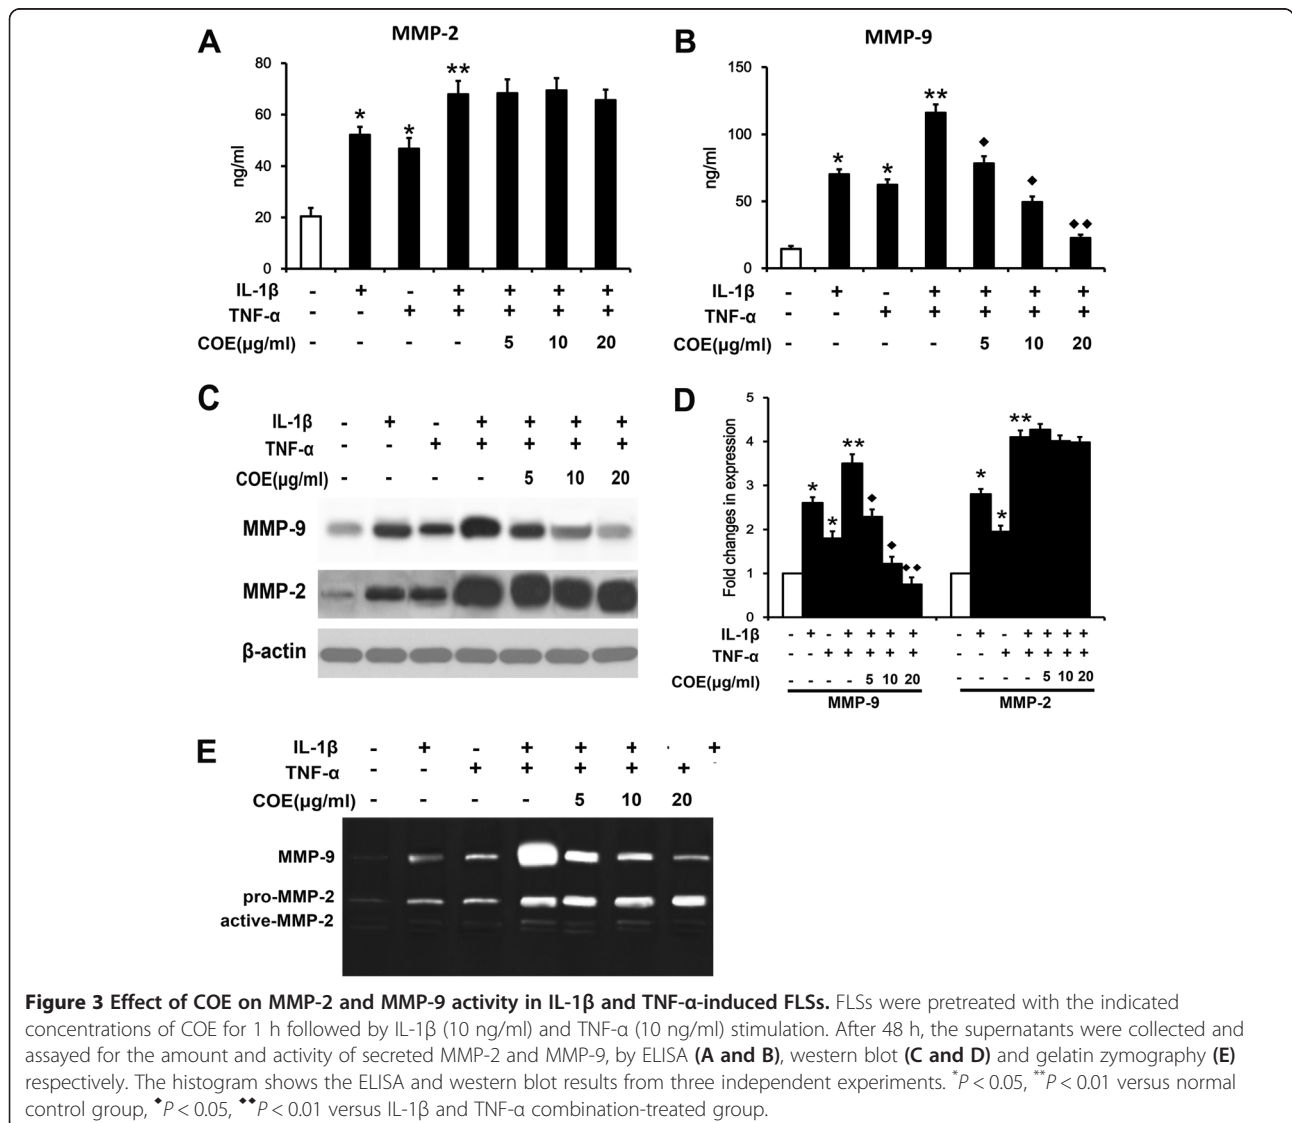 A
MMP-2
80
60
40
20
0
ng/ml
IL-1β - + - + + + +
TNF-α - - + + + + +
COE(µg/ml) - - - - 5 10 20
* * **
B
MMP-9
150
100
50
0
ng/ml
IL-1β - + - + + + +
TNF-α - - + + + + +
COE(µg/ml) - - - - 5 10 20
* * ** ◆ ◆ ◆◆
C
IL-1β - + - + + + +
TNF-α - - + + + + +
COE(µg/ml) - - - - 5 10 20
MMP-9
MMP-2
β-actin
D
5
4
3
2
1
0
Fold changes in expression
* * ** ◆ ◆ ◆◆ * * **
IL-1β - + - + + + + - + - + + + +
TNF-α - - + + + + + - - + + + + +
COE(µg/ml) - - - - 5 10 20 - - - - 5 10 20
MMP-9 MMP-2
E
IL-1β - + - + + + · +
TNF-α - - + + + + +
COE(µg/ml) - - - - 5 10 20
MMP-9
pro-MMP-2
active-MMP-2
Figure 3 Effect of COE on MMP-2 and MMP-9 activity in IL-1β and TNF-α-induced FLSs. FLSs were pretreated with the indicated
concentrations of COE for 1 h followed by IL-1β (10 ng/ml) and TNF-α (10 ng/ml) stimulation. After 48 h, the supernatants were collected and
assayed for the amount and activity of secreted MMP-2 and MMP-9, by ELISA (A and B), western blot (C and D) and gelatin zymography (E)
respectively. The histogram shows the ELISA and western blot results from three independent experiments. *P < 0.05, **P < 0.01 versus normal
control group, ◆P < 0.05, ◆◆P < 0.01 versus IL-1β and TNF-α combination-treated group.